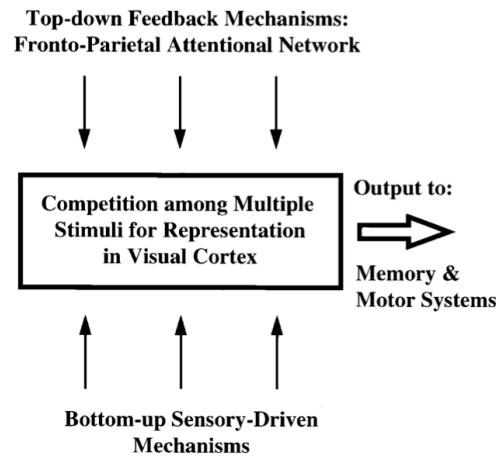 Top-down Feedback Mechanisms:
Fronto-Parietal Attentional Network
Competition among Multiple
Stimuli for Representation
in Visual Cortex
Output to:
Memory &
Motor Systems
Bottom-up Sensory-Driven
Mechanisms